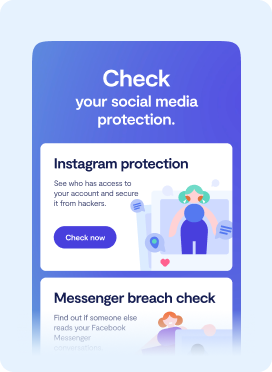 Check
your social media
protection.
Instagram protection
See who has access to
your account and secure
it from hackers.
Check now
Messenger breach check
Find out if someone else
reads your Facebook
Messenger
conversations